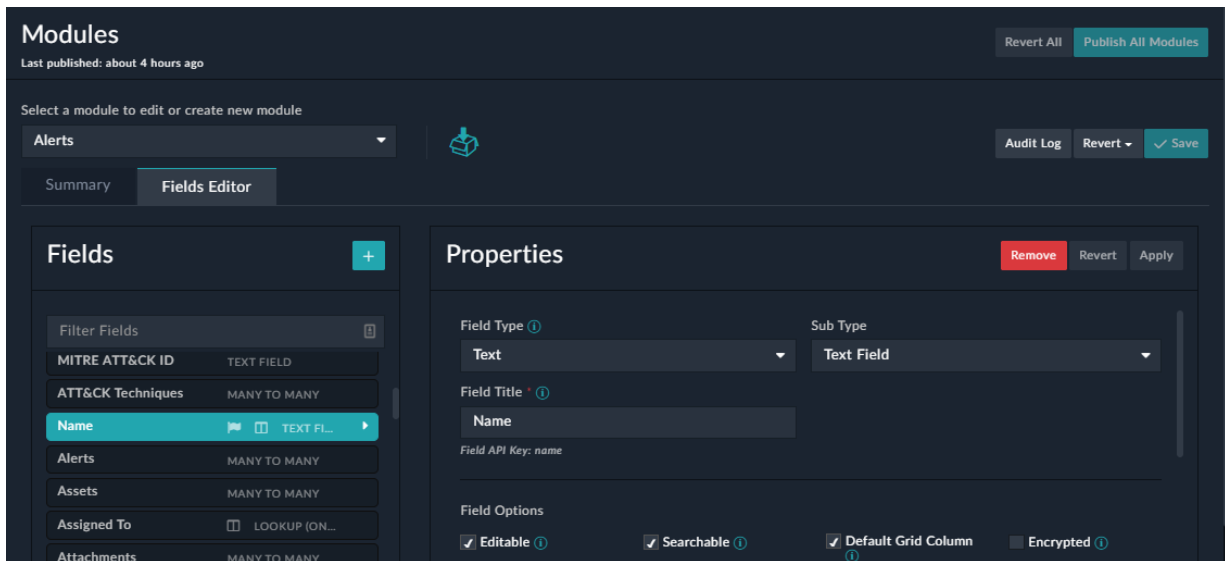 Modules
Last published: about 4 hours ago
Revert All
Publish All Modules
Select a module to edit or create new module
Alerts
Audit Log
Revert
Save
Summary
Fields Editor
Fields
+
Filter Fields
MITRE ATT&CK ID TEXT FIELD
ATT&CK Techniques MANY TO MANY
Name TEXT FI...
Alerts MANY TO MANY
Assets MANY TO MANY
Assigned To LOOKUP (ON...
Attachments MANY TO MANY
Properties
Remove
Revert
Apply
Field Type
Sub Type
Text
Text Field
Field Title *
Name
Field API Key: name
Field Options
Editable
Searchable
Default Grid Column
Encrypted